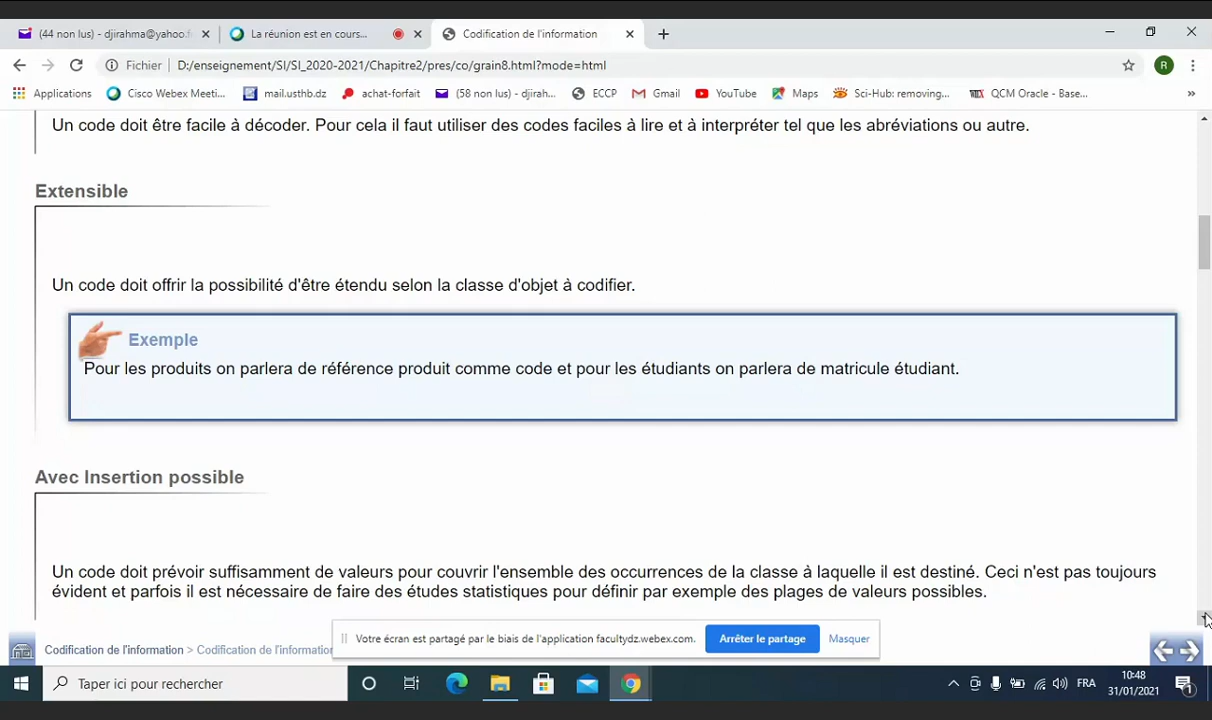 (44 non lus) - djirahma@yahoo.f
La réunion est en cours...
Codification de l'information
Fichier
D:/enseignement/SI/SI_2020-2021/Chapitre2/pres/co/grain8.html?mode=html
R
Applications
Cisco Webex Meeti...
mail.usthb.dz
achat-forfait
(58 non lus) - djirah...
ECCP
Gmail
YouTube
Maps
Sci-Hub: removing...
QCM Oracle - Base...
»
Un code doit être facile à décoder. Pour cela il faut utiliser des codes faciles à lire et à interpréter tel que les abréviations ou autre.
Extensible
Un code doit offrir la possibilité d'être étendu selon la classe d'objet à codifier.
Exemple
Pour les produits on parlera de référence produit comme code et pour les étudiants on parlera de matricule étudiant.
Avec Insertion possible
Un code doit prévoir suffisamment de valeurs pour couvrir l'ensemble des occurrences de la classe à laquelle il est destiné. Ceci n'est pas toujours
évident et parfois il est nécessaire de faire des études statistiques pour définir par exemple des plages de valeurs possibles.
Votre écran est partagé par le biais de l'application facultydz.webex.com.
Arrêter le partage
Masquer
Codification de l'information > Codification de l'information
Taper ici pour rechercher
FRA
10:48
31/01/2021
1